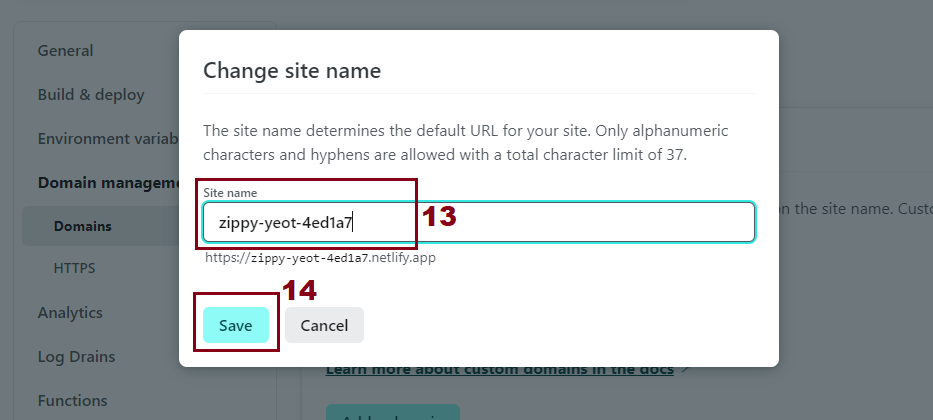 General
Build & deploy
Environment variab
Domain manageme
Domains
HTTPS
Analytics
Log Drains
Functions
Change site name
The site name determines the default URL for your site. Only alphanumeric
characters and hyphens are allowed with a total character limit of 37.
Site name
zippy-yeot-4ed1a7
13
https://zippy-yeot-4ed1a7.netlify.app
14
Save
Cancel
on the site name. Custo
Learn more about custom domains in the docs